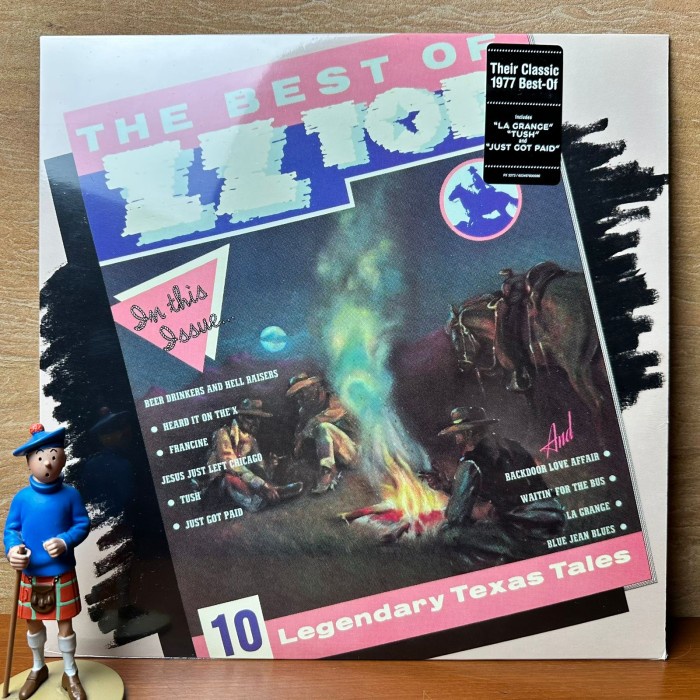 THE BEST OF
ZZ TOP
Their Classic
1977 Best-Of
Includes
"LA GRANGE"
"TUSH"
and
"JUST GOT PAID"
In this
Issue...
BEER DRINKERS AND HELL RAISERS
• HEARD IT ON THE X
• FRANCINE
JESUS JUST LEFT CHICAGO
• TUSH
• JUST GOT PAID
And
BACKDOOR LOVE AFFAIR •
WAITIN' FOR THE BUS •
LA GRANGE •
BLUE JEAN BLUES •
10 Legendary Texas Tales